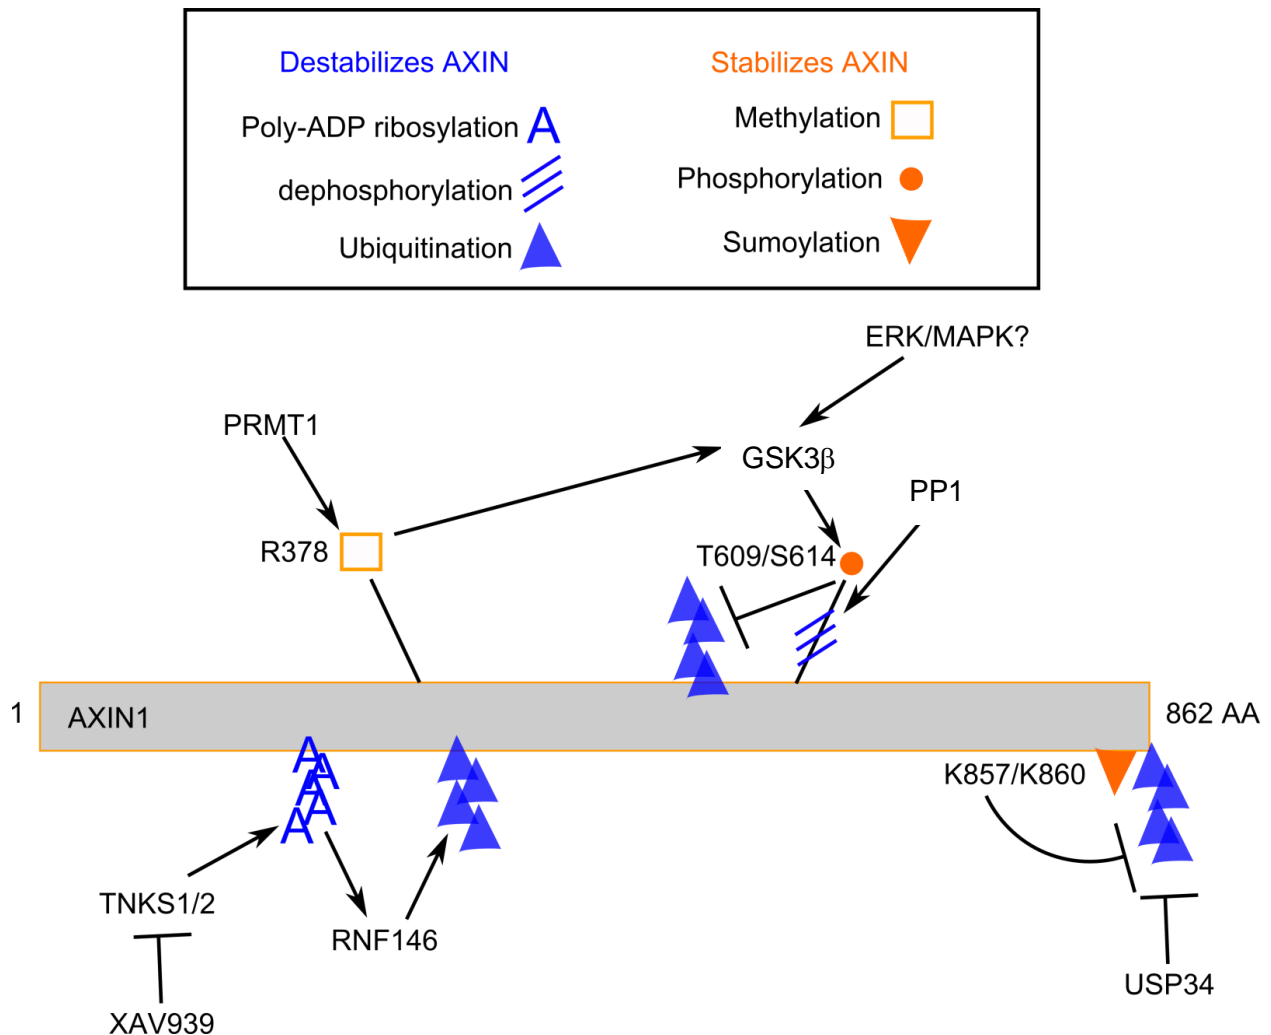 Destabilizes AXIN
Stabilizes AXIN
Poly-ADP ribosylation A
Methylation
dephosphorylation
Phosphorylation
Ubiquitination
Sumoylation
ERK/MAPK?
PRMT1
GSK3β
PP1
R378
T609/S614
1
AXIN1
862 AA
A
A
A
A
A
K857/K860
TNKS1/2
RNF146
USP34
XAV939